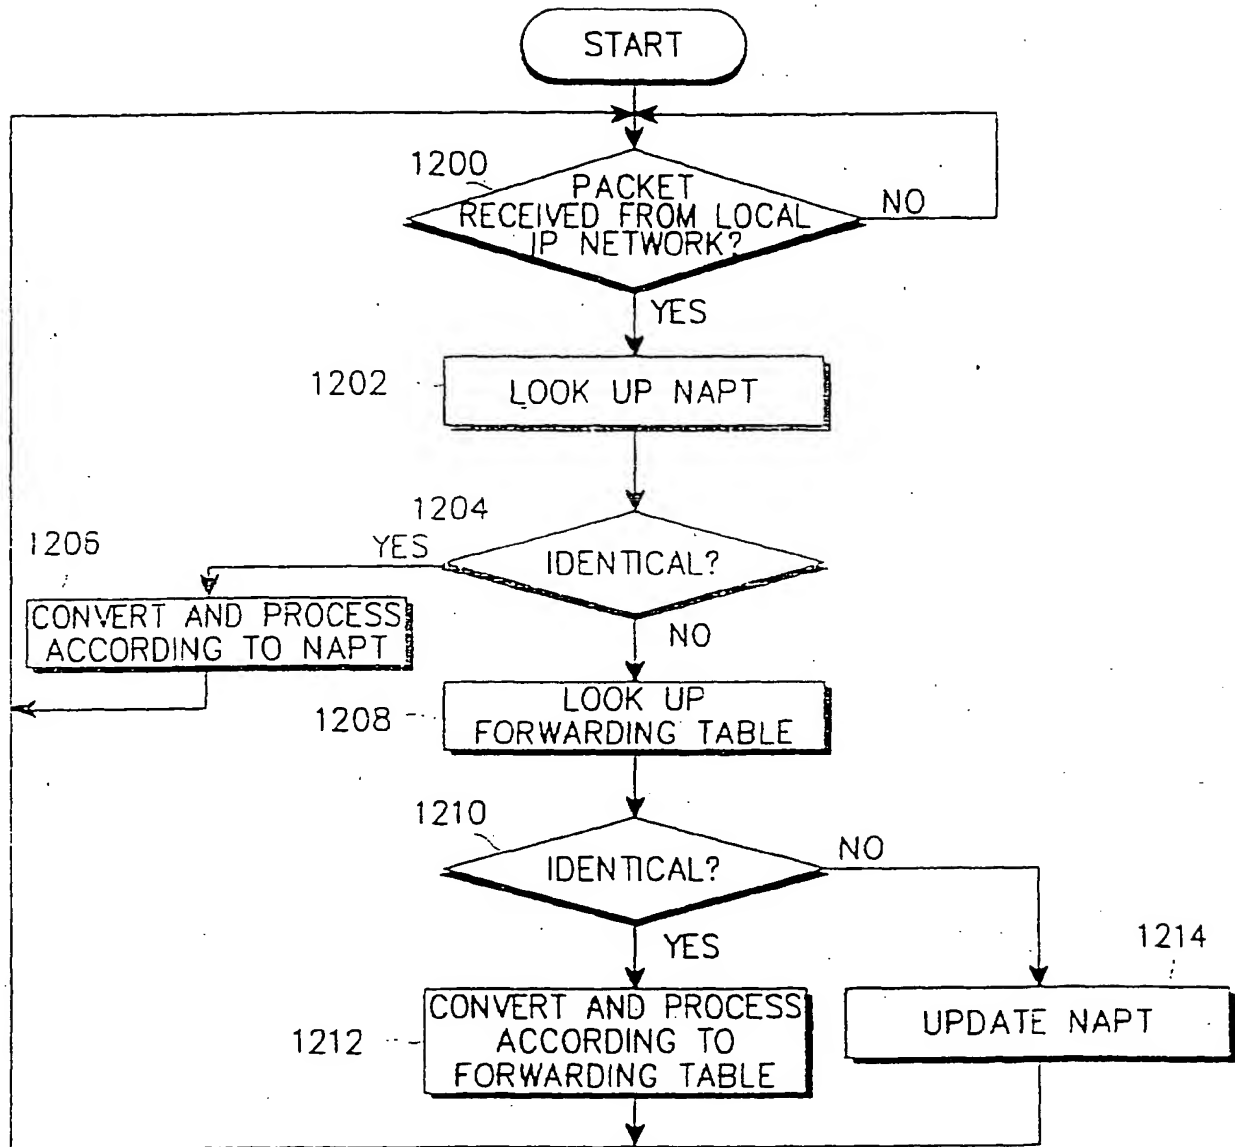 START
1200
PACKET
RECEIVED FROM LOCAL
IP NETWORK?
NO
YES
1202
LOOK UP NAPT
1204
YES
IDENTICAL?
1206
CONVERT AND PROCESS
ACCORDING TO NAPT
NO
1208
LOOK UP
FORWARDING TABLE
1210
IDENTICAL?
NO
YES
1214
UPDATE NAPT
1212
CONVERT AND PROCESS
ACCORDING TO
FORWARDING TABLE